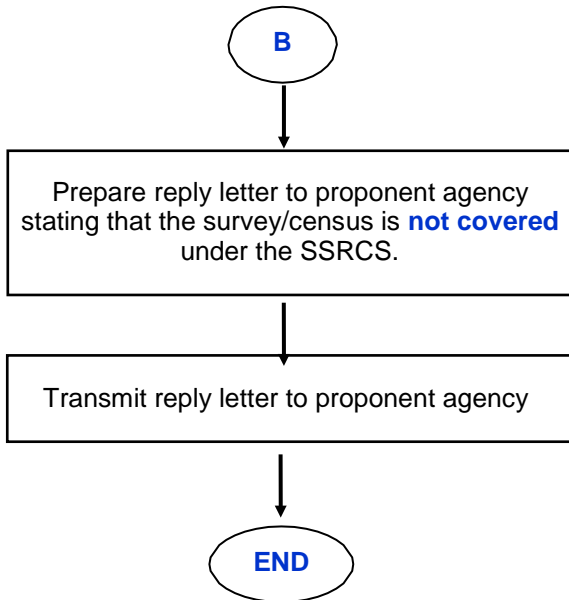 B
Prepare reply letter to proponent agency
stating that the survey/census is not covered
under the SSRCS.
Transmit reply letter to proponent agency
END